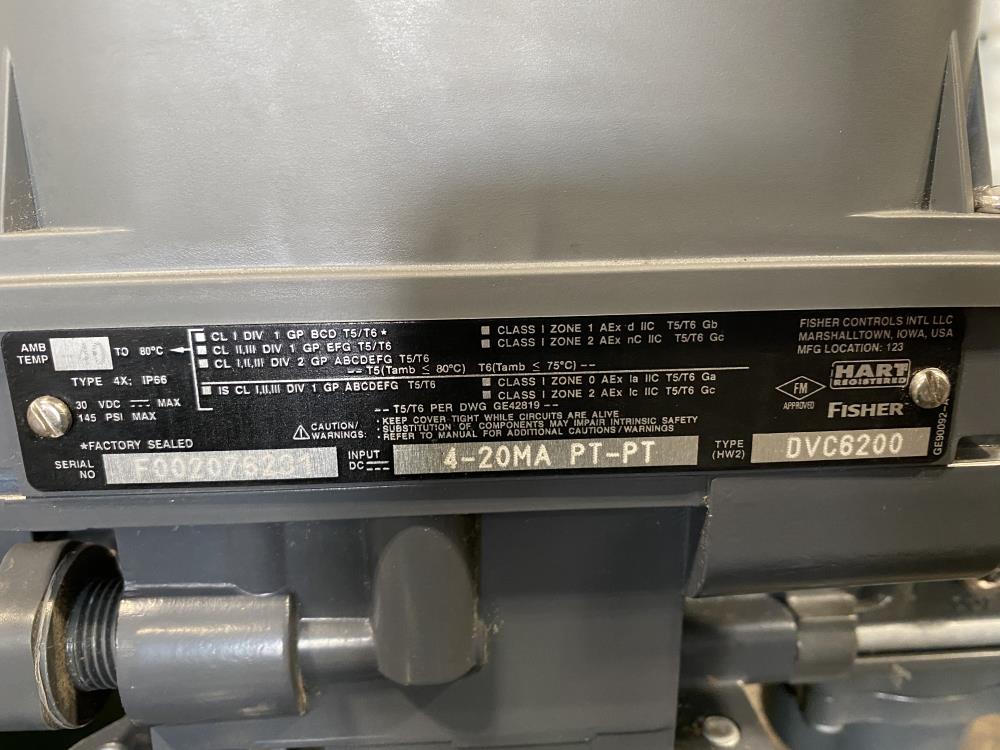 AMB TEMP -40 TO 80°C
CL I DIV 1 GP BCD T5/T6 *
CL II,III DIV 1 GP EFG T5/T6
CL I,II,III DIV 2 GP ABCDEFG T5/T6
-- T5(Tamb ≤ 80°C) T6(Tamb ≤ 75°C) --
IS CL I,II,III DIV 1 GP ABCDEFG T5/T6
CLASS I ZONE 1 AEx d IIC T5/T6 Gb
CLASS I ZONE 2 AEx nC IIC T5/T6 Gc
CLASS I ZONE 0 AEx ia IIC T5/T6 Ga
CLASS I ZONE 2 AEx ic IIC T5/T6 Gc
-- T5/T6 PER DWG GE42819 --
TYPE 4X; IP66
30 VDC MAX
145 PSI MAX
*FACTORY SEALED
CAUTION/WARNINGS:
· KEEP COVER TIGHT WHILE CIRCUITS ARE ALIVE
· SUBSTITUTION OF COMPONENTS MAY IMPAIR INTRINSIC SAFETY
· REFER TO MANUAL FOR ADDITIONAL CAUTIONS/WARNINGS
FISHER CONTROLS INTL LLC
MARSHALLTOWN, IOWA, USA
MFG LOCATION: 123
FM APPROVED
HART
REGISTERED
FISHER
SERIAL NO
INPUT DC 4-20MA PT-PT
TYPE (HW2) DVC6200